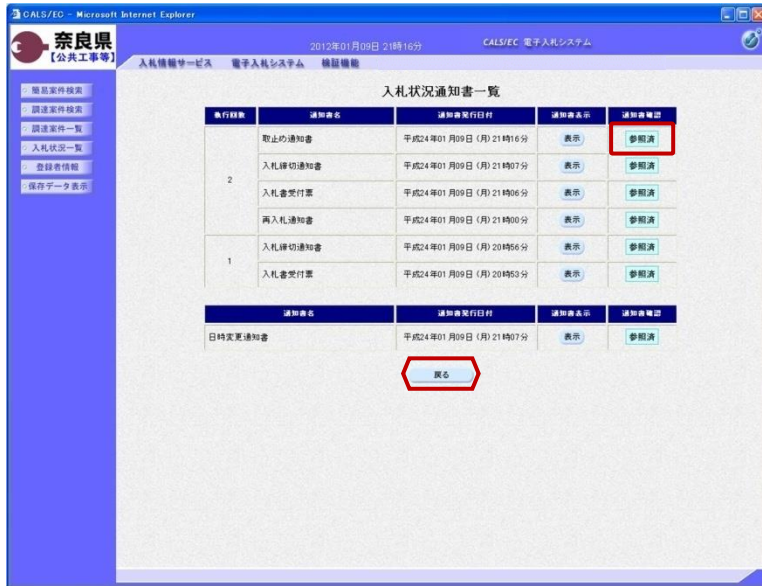 CALS/EC - Microsoft Internet Explorer
奈良県
【公共工事等】
2012年01月09日 21時16分
CALS/EC 電子入札システム
入札情報サービス 電子入札システム 検証機能
簡易案件検索
調達案件検索
調達案件一覧
入札状況一覧
登録者情報
保存データ表示
入札状況通知書一覧
執行回数 通知書名 通知書発行日付 通知書表示 通知書確認
2
取止め通知書 平成24年01月09日(月)21時16分 表示 参照済
入札締切通知書 平成24年01月09日(月)21時07分 表示 参照済
入札書受付票 平成24年01月09日(月)21時06分 表示 参照済
再入札通知書 平成24年01月09日(月)21時00分 表示 参照済
1
入札締切通知書 平成24年01月09日(月)20時56分 表示 参照済
入札書受付票 平成24年01月09日(月)20時53分 表示 参照済
通知書名 通知書発行日付 通知書表示 通知書確認
日時変更通知書 平成24年01月09日(月)21時07分 表示 参照済
戻る